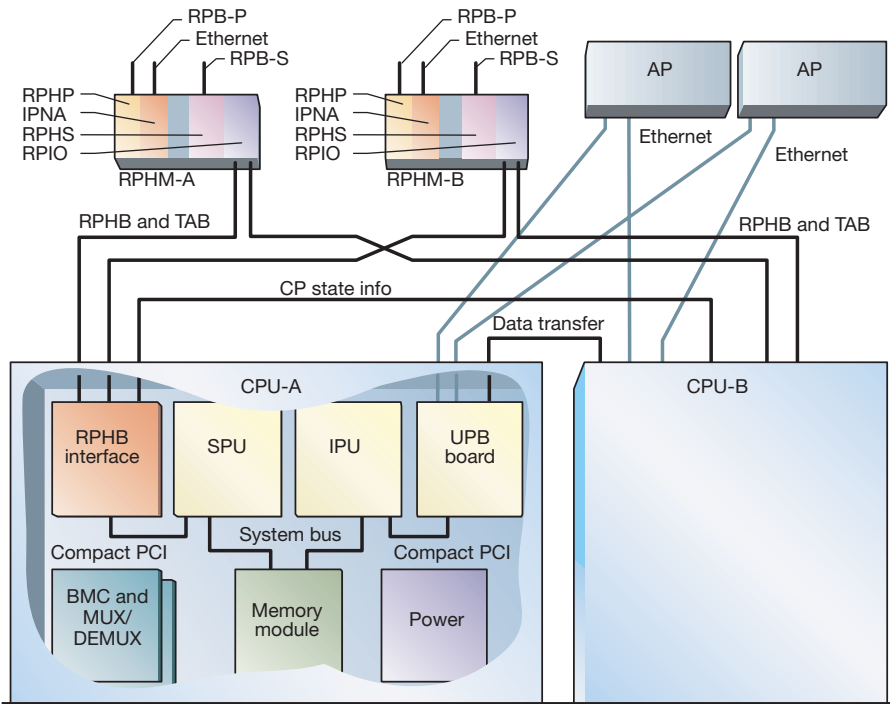 RPB-P
Ethernet
RPB-S
RPHP
IPNA
RPHS
RPIO
RPHM-A
RPB-P
Ethernet
RPB-S
RPHP
IPNA
RPHS
RPIO
RPHM-B
AP
AP
Ethernet
Ethernet
RPHB and TAB
RPHB and TAB
CP state info
Data transfer
CPU-A
CPU-B
RPHB
interface
SPU
IPU
UPB
board
System bus
Compact PCI
Compact PCI
BMC and
MUX/
DEMUX
Memory
module
Power